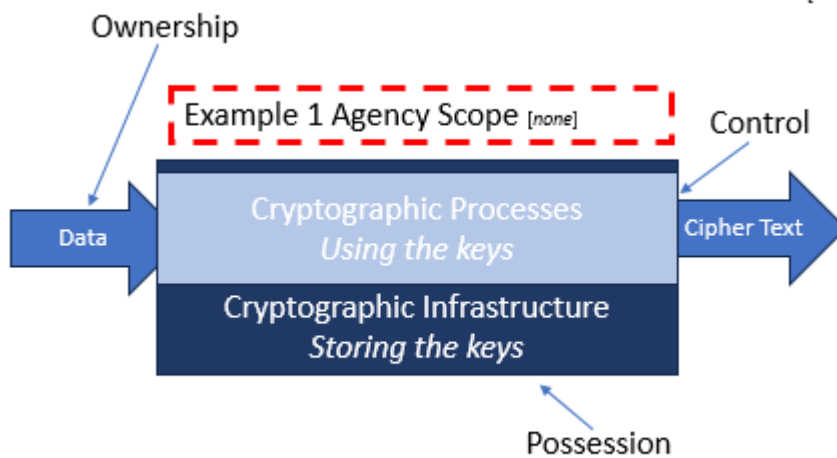 Ownership
Example 1 Agency Scope [none]
Control
Cryptographic Processes
Using the keys
Data
Cipher Text
Cryptographic Infrastructure
Storing the keys
Possession